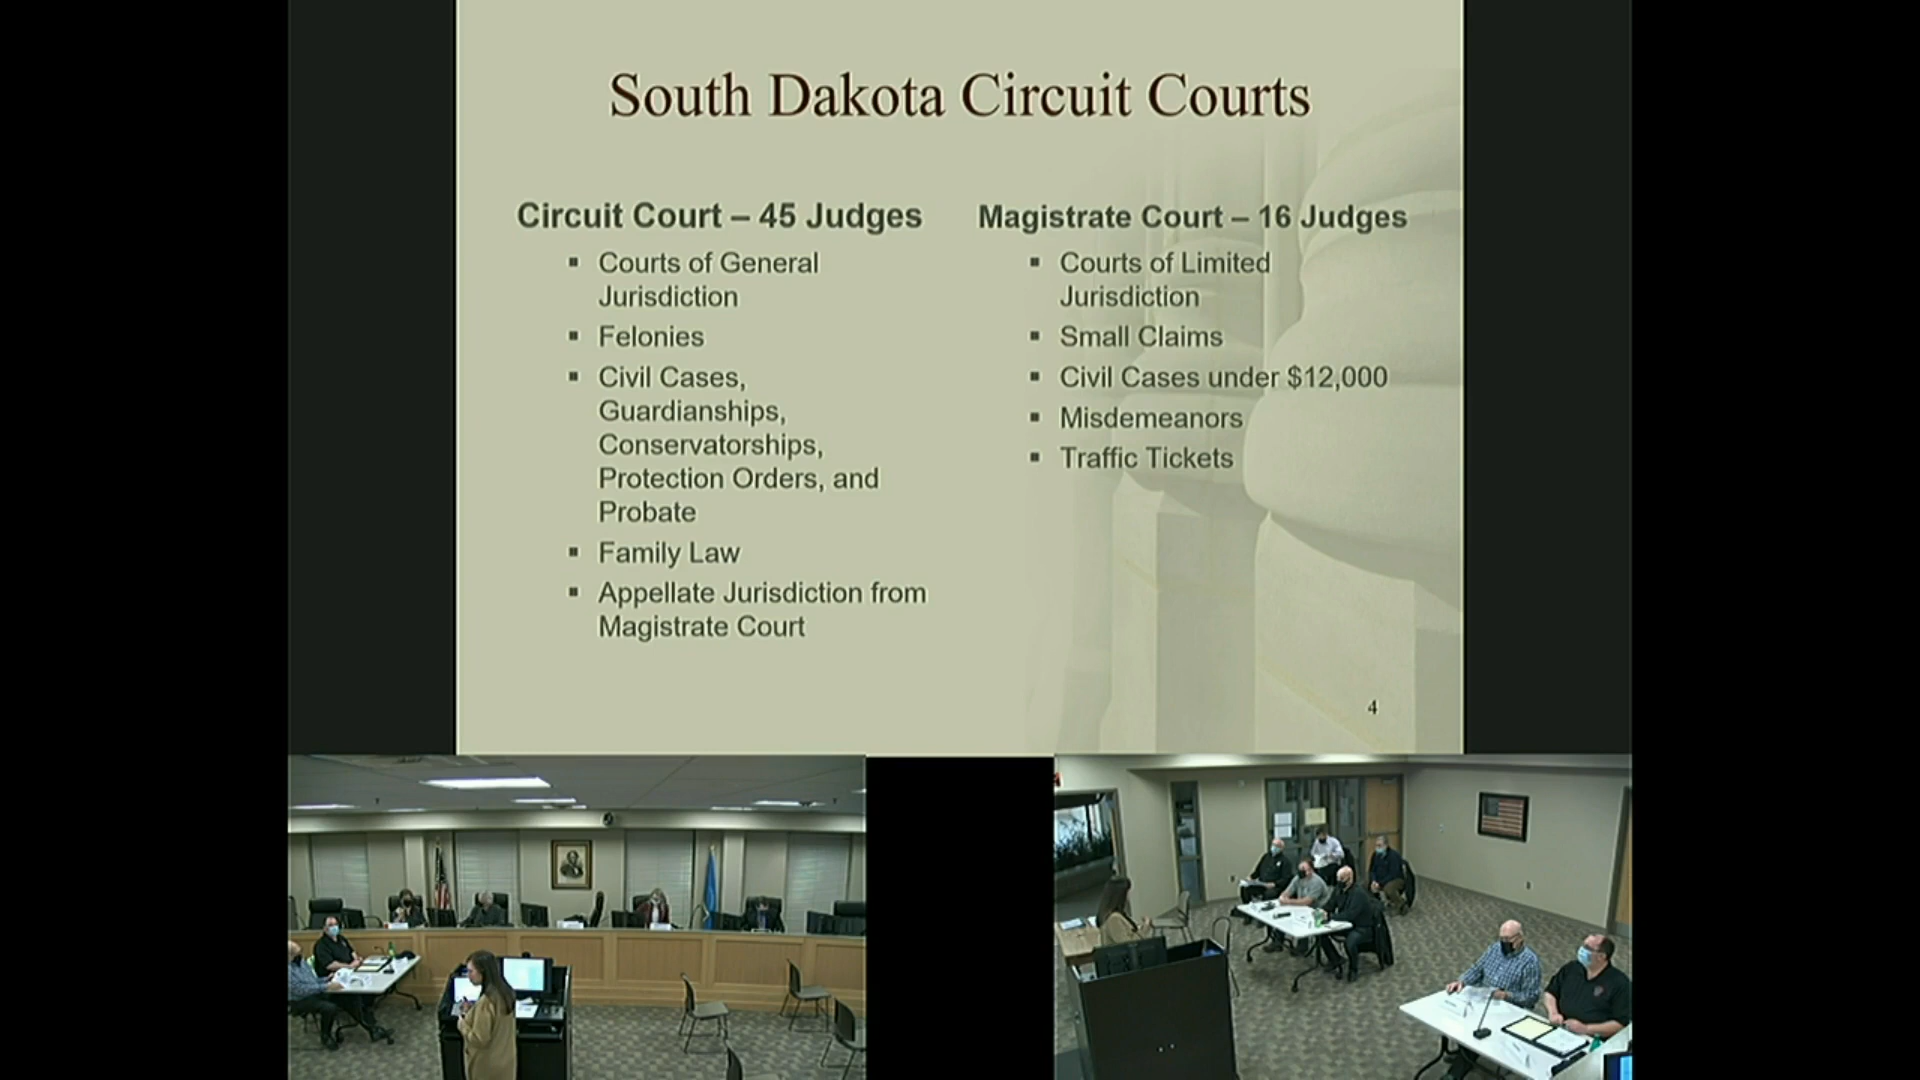 South Dakota Circuit Courts
Circuit Court – 45 Judges
▪ Courts of General
Jurisdiction
▪ Felonies
▪ Civil Cases,
Guardianships,
Conservatorships,
Protection Orders, and
Probate
▪ Family Law
▪ Appellate Jurisdiction from
Magistrate Court
Magistrate Court – 16 Judges
▪ Courts of Limited
Jurisdiction
▪ Small Claims
▪ Civil Cases under $12,000
▪ Misdemeanors
▪ Traffic Tickets
4